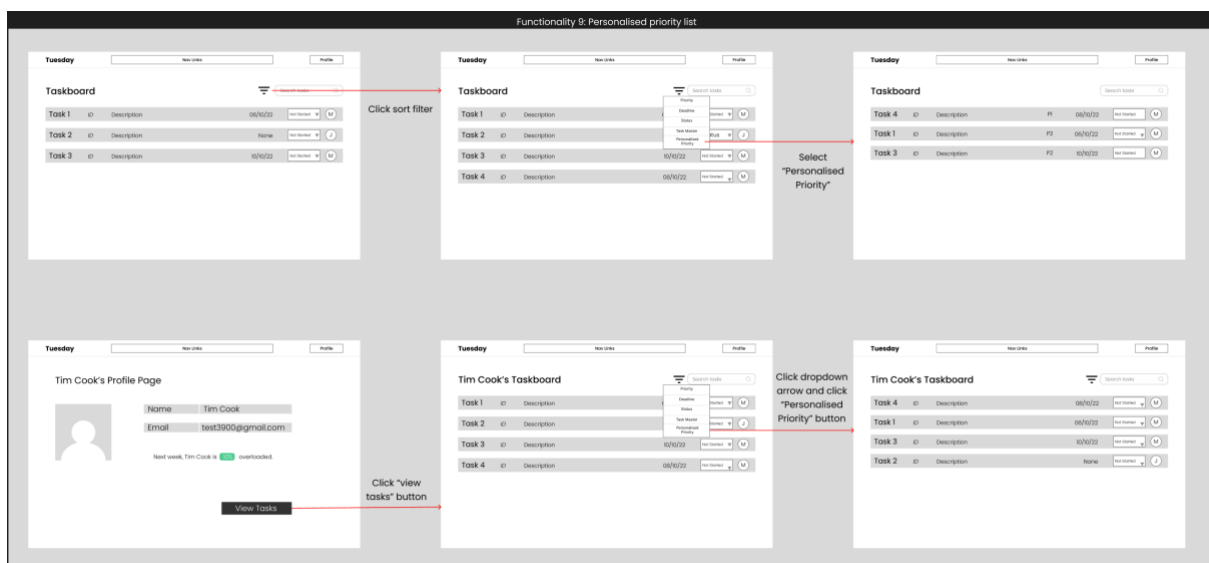 Functionality 9: Personalised priority list
Tuesday Nav Links Profile
Taskboard Search tasks
Task 1 ID Description 08/10/22 Not Started M
Task 2 ID Description None Not Started J
Task 3 ID Description 10/10/22 Not Started M
Click sort filter
Tuesday Nav Links Profile
Taskboard Search tasks
Priority
Deadline
Status
Task Master
Personalised
Priority
Task 1 ID Description M
Task 2 ID Description J
Task 3 ID Description 10/10/22 Not Started M
Task 4 ID Description 08/10/22 Not Started M
Select
"Personalised
Priority"
Tuesday Nav Links Profile
Taskboard Search tasks
Task 4 ID Description P1 08/10/22 Not Started M
Task 1 ID Description P2 08/10/22 Not Started M
Task 3 ID Description P2 10/10/22 Not Started M
Tuesday Nav Links Profile
Tim Cook's Profile Page
Name Tim Cook
Email test3900@gmail.com
Next week, Tim Cook is overloaded.
View Tasks
Click "view
tasks" button
Tuesday Nav Links Profile
Tim Cook's Taskboard Search tasks
Priority
Deadline
Status
Task Master
Personalised
Priority
Task 1 ID Description M
Task 2 ID Description J
Task 3 ID Description 10/10/22 Not Started M
Task 4 ID Description 08/10/22 Not Started M
Click dropdown
arrow and click
"Personalised
Priority" button
Tuesday Nav Links Profile
Tim Cook's Taskboard Search tasks
Task 4 ID Description 08/10/22 Not Started M
Task 1 ID Description 08/10/22 Not Started M
Task 3 ID Description 10/10/22 Not Started M
Task 2 ID Description None Not Started J